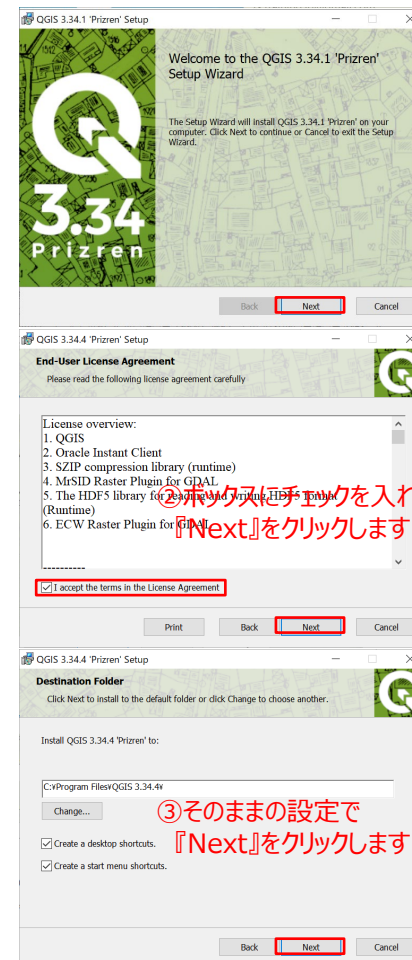 QGIS 3.34.1 'Prizren' Setup
Welcome to the QGIS 3.34.1 'Prizren'
Setup Wizard
The Setup Wizard will install QGIS 3.34.1 'Prizren' on your
computer. Click Next to continue or Cancel to exit the Setup
Wizard.
3.34
Prizren
Back Next Cancel
QGIS 3.34.4 'Prizren' Setup
End-User License Agreement
Please read the following license agreement carefully
License overview:
1. QGIS
2. Oracle Instant Client
3. SZIP compression library (runtime)
4. MrSID Raster Plugin for GDAL
5. The HDF5 library for reading and writing HDF5 format
(Runtime)
6. ECW Raster Plugin for GDAL
----------
②ボックスにチェックを入れ
『Next』をクリックします
I accept the terms in the License Agreement
Print Back Next Cancel
QGIS 3.34.4 'Prizren' Setup
Destination Folder
Click Next to install to the default folder or click Change to choose another.
Install QGIS 3.34.4 'Prizren' to:
C:¥Program Files¥QGIS 3.34.4¥
Change...
③そのままの設定で
『Next』をクリックします
Create a desktop shortcuts.
Create a start menu shortcuts.
Back Next Cancel